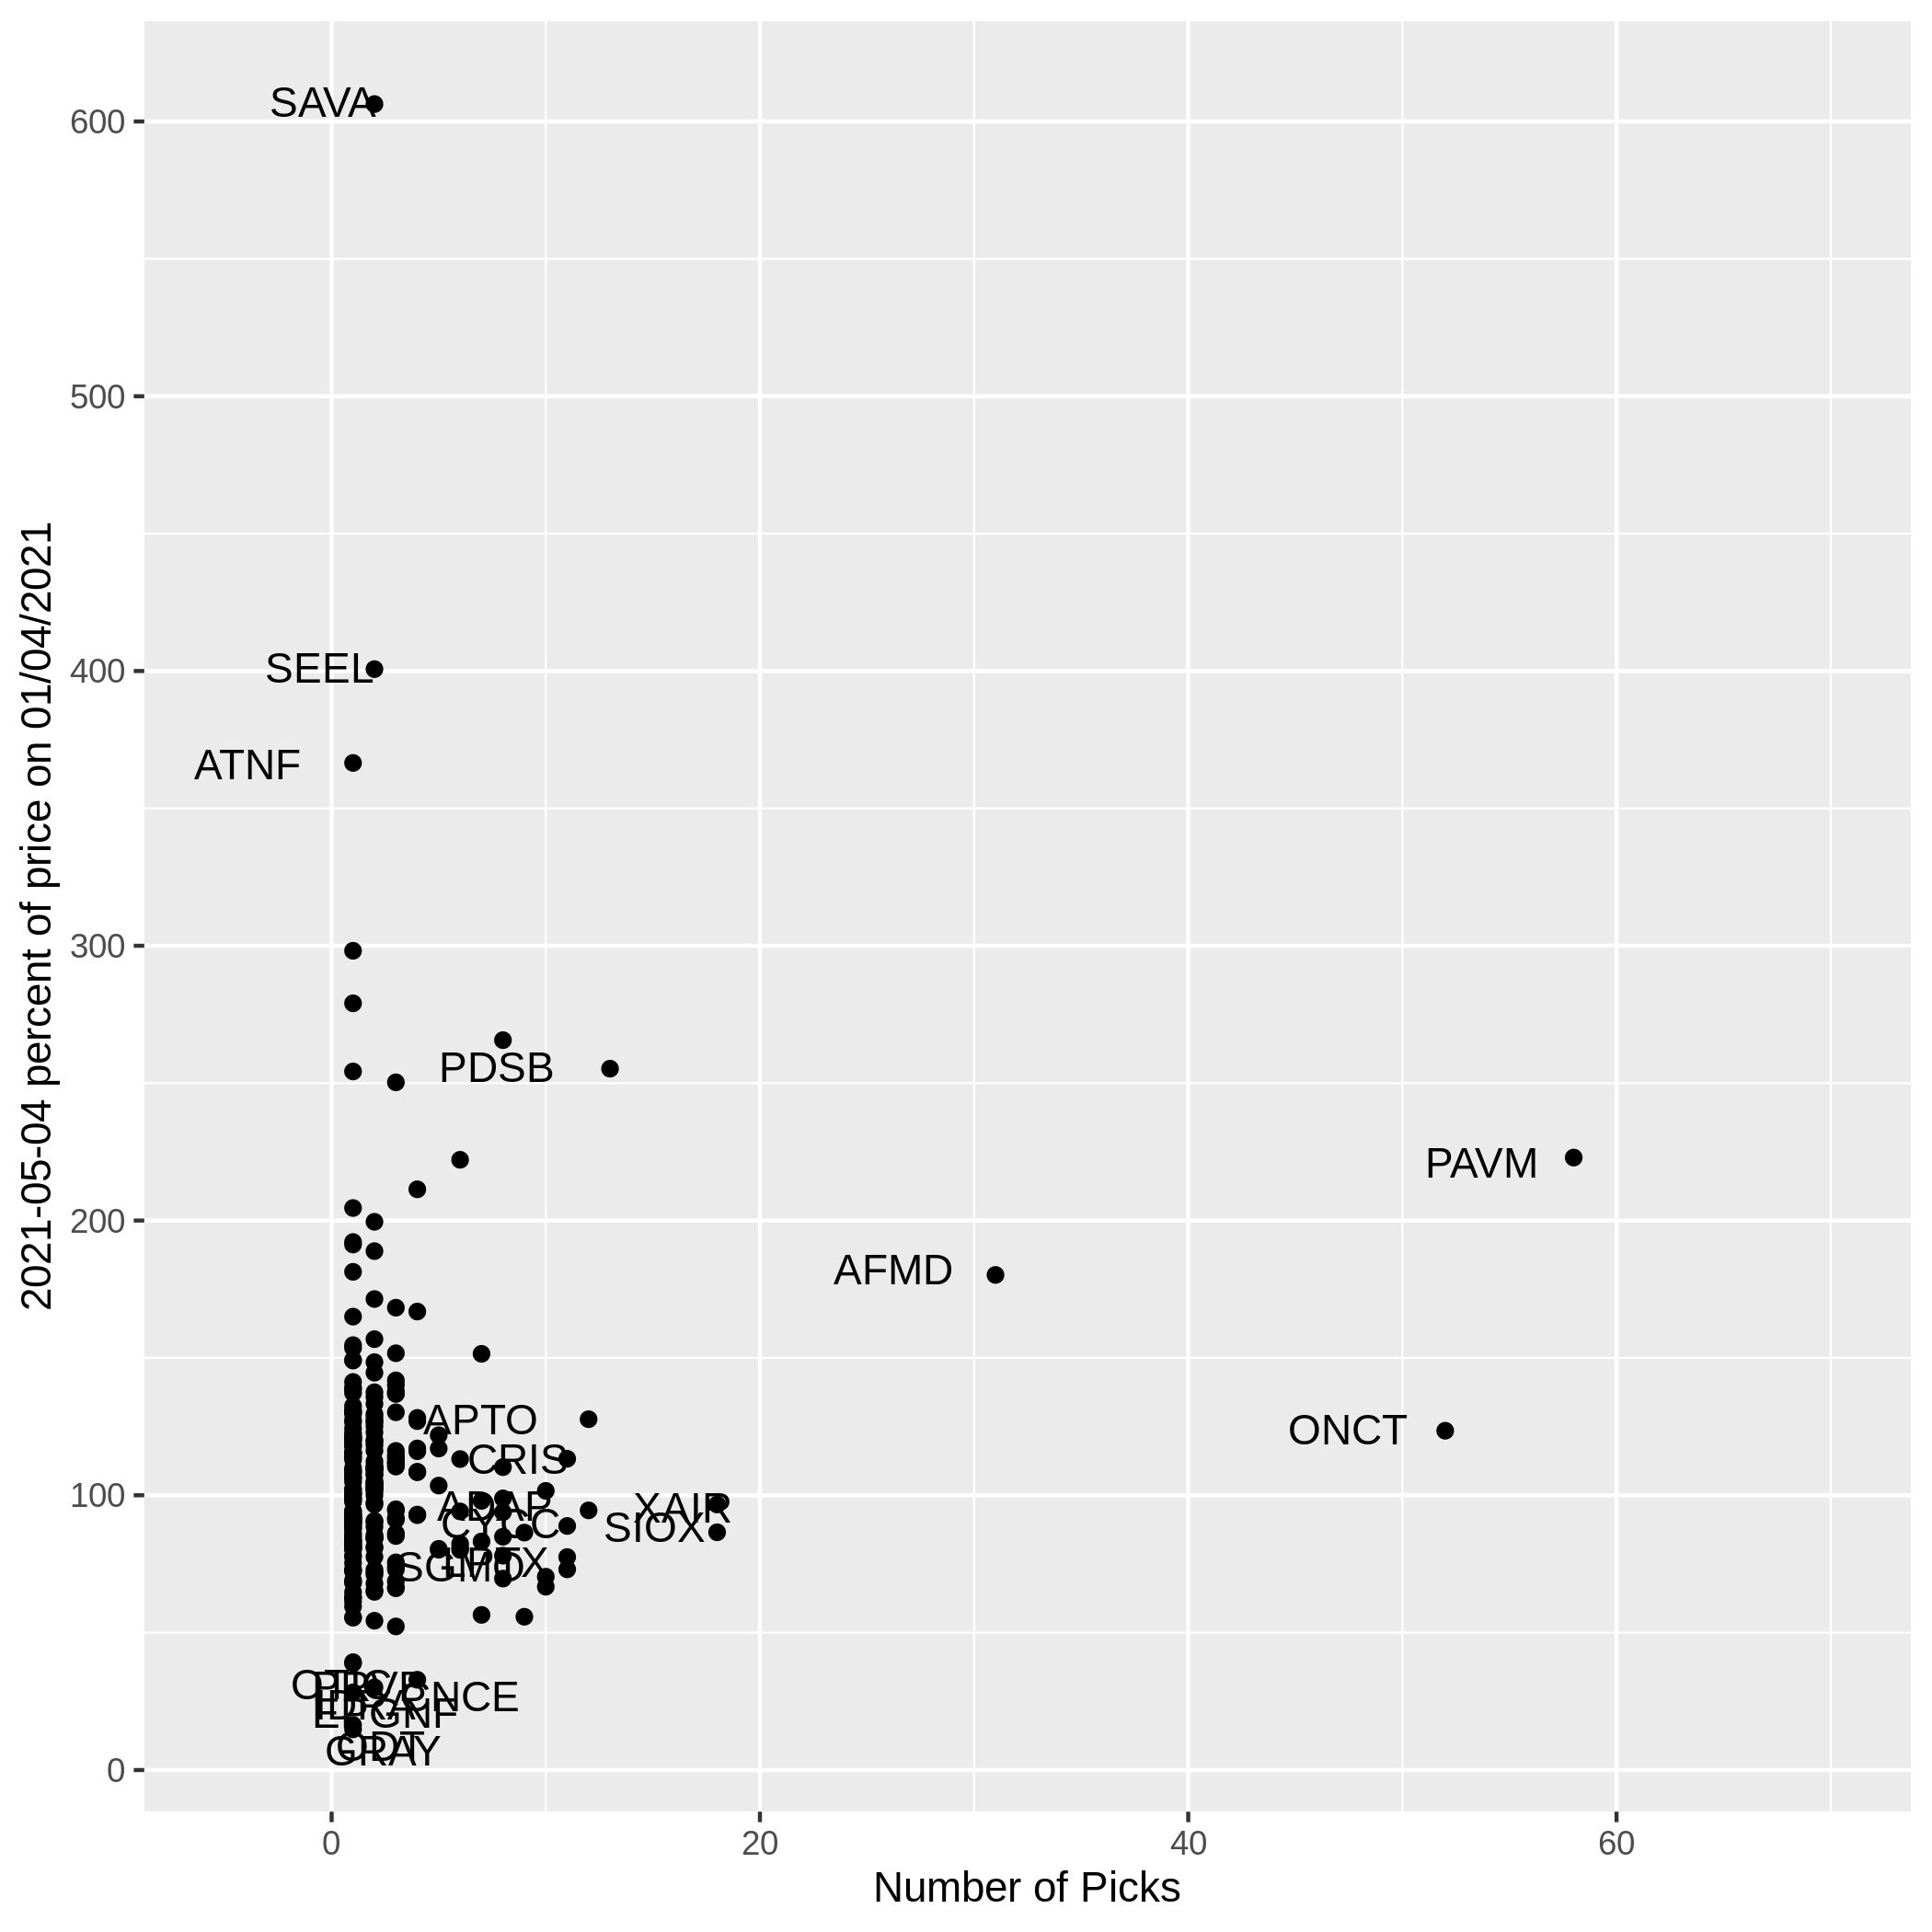 SAVA
600
500
SEEL
400
ATNF
300
PDSB
PAVM
200
AFMD
APTO
ONCT
CRIS
100
ADAP
XAIR
CYCC
SIOX
SGMO
GRAY
0
0
20
40
60
Number of Picks
2021-05-04 percent of price on 01/04/2021